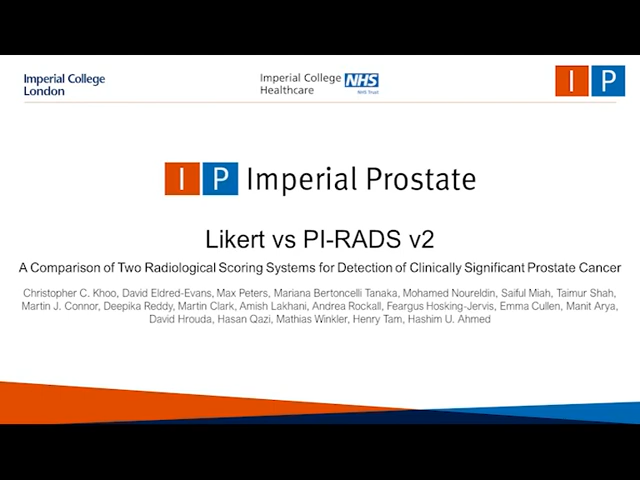 Imperial College
London
Imperial College
Healthcare
NHS
NHS Trust
I P
I P Imperial Prostate
Likert vs PI-RADS v2
A Comparison of Two Radiological Scoring Systems for Detection of Clinically Significant Prostate Cancer
Christopher C. Khoo, David Eldred-Evans, Max Peters, Mariana Bertoncelli Tanaka, Mohamed Noureldin, Saiful Miah, Taimur Shah,
Martin J. Connor, Deepika Reddy, Martin Clark, Amish Lakhani, Andrea Rockall, Feargus Hosking-Jervis, Emma Cullen, Manit Arya,
David Hrouda, Hasan Qazi, Mathias Winkler, Henry Tam, Hashim U. Ahmed